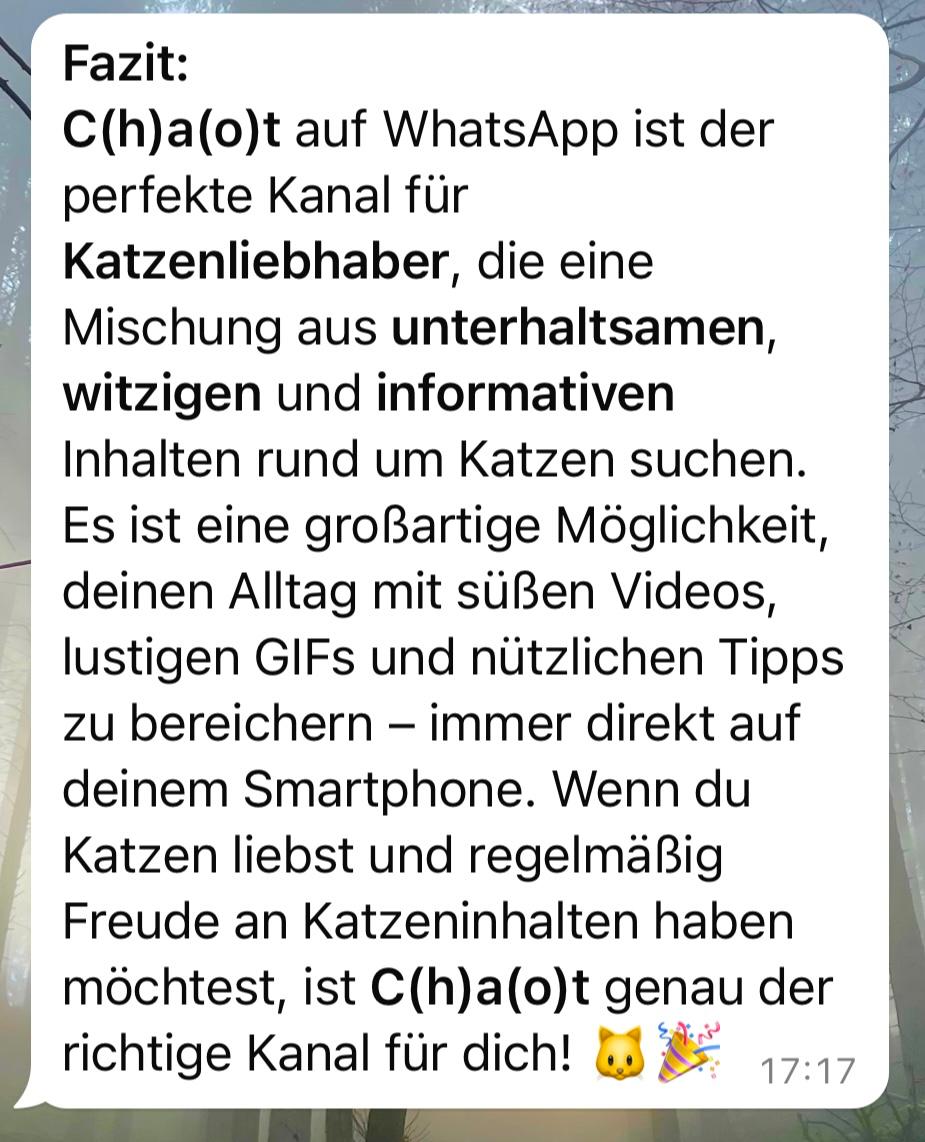 Fazit:
C(h)a(o)t auf WhatsApp ist der
perfekte Kanal für
Katzenliebhaber, die eine
Mischung aus unterhaltsamen,
witzigen und informativen
Inhalten rund um Katzen suchen.
Es ist eine großartige Möglichkeit,
deinen Alltag mit süßen Videos,
lustigen GIFs und nützlichen Tipps
zu bereichern – immer direkt auf
deinem Smartphone. Wenn du
Katzen liebst und regelmäßig
Freude an Katzeninhalten haben
möchtest, ist C(h)a(o)t genau der
richtige Kanal für dich! 🐱🎉 17:17